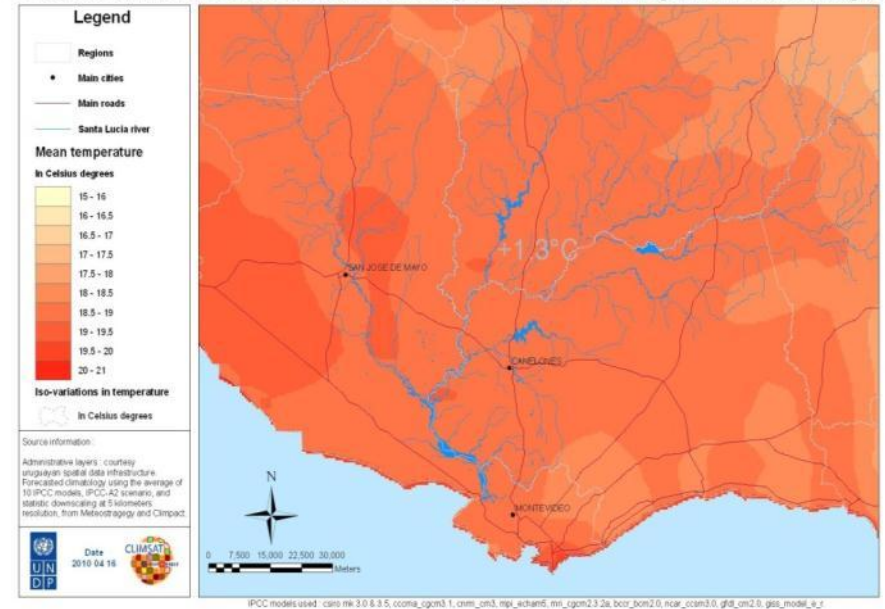 Legend
Regions
Main cities
Main roads
Santa Lucia river
Mean temperature
In Celsius degrees
15 - 16
16 - 16.5
16.5 - 17
17 - 17.5
17.5 - 18
18 - 18.5
18.5 - 19
19 - 19.5
19.5 - 20
20 - 21
Iso-variations in temperature
In Celsius degrees
Source information :
Administrative layers : courtesy
uruguayan spatial data infrastructure.
Forecasted climatology using the average of
10 IPCC models, IPCC-A2 scenario, and
statistic downscaling at 5 kilometers
resolution, from Meteostragegy and Climpact.
U N
D P
Date
2010 04 16
CLIMSAT
+1.3°C
SAN JOSE DE MAYO
CANELONES
MONTEVIDEO
N
0 7,500 15,000 22,500 30,000
Meters
IPCC models used : csiro mk 3.0 & 3.5, cccma_cgcm3.1, cnrm_cm3, mpi_echam5, mri_cgcm2.3.2a, bccr_bcm2.0, ncar_ccsm3.0, gfdl_cm2.0, giss_model_e_r